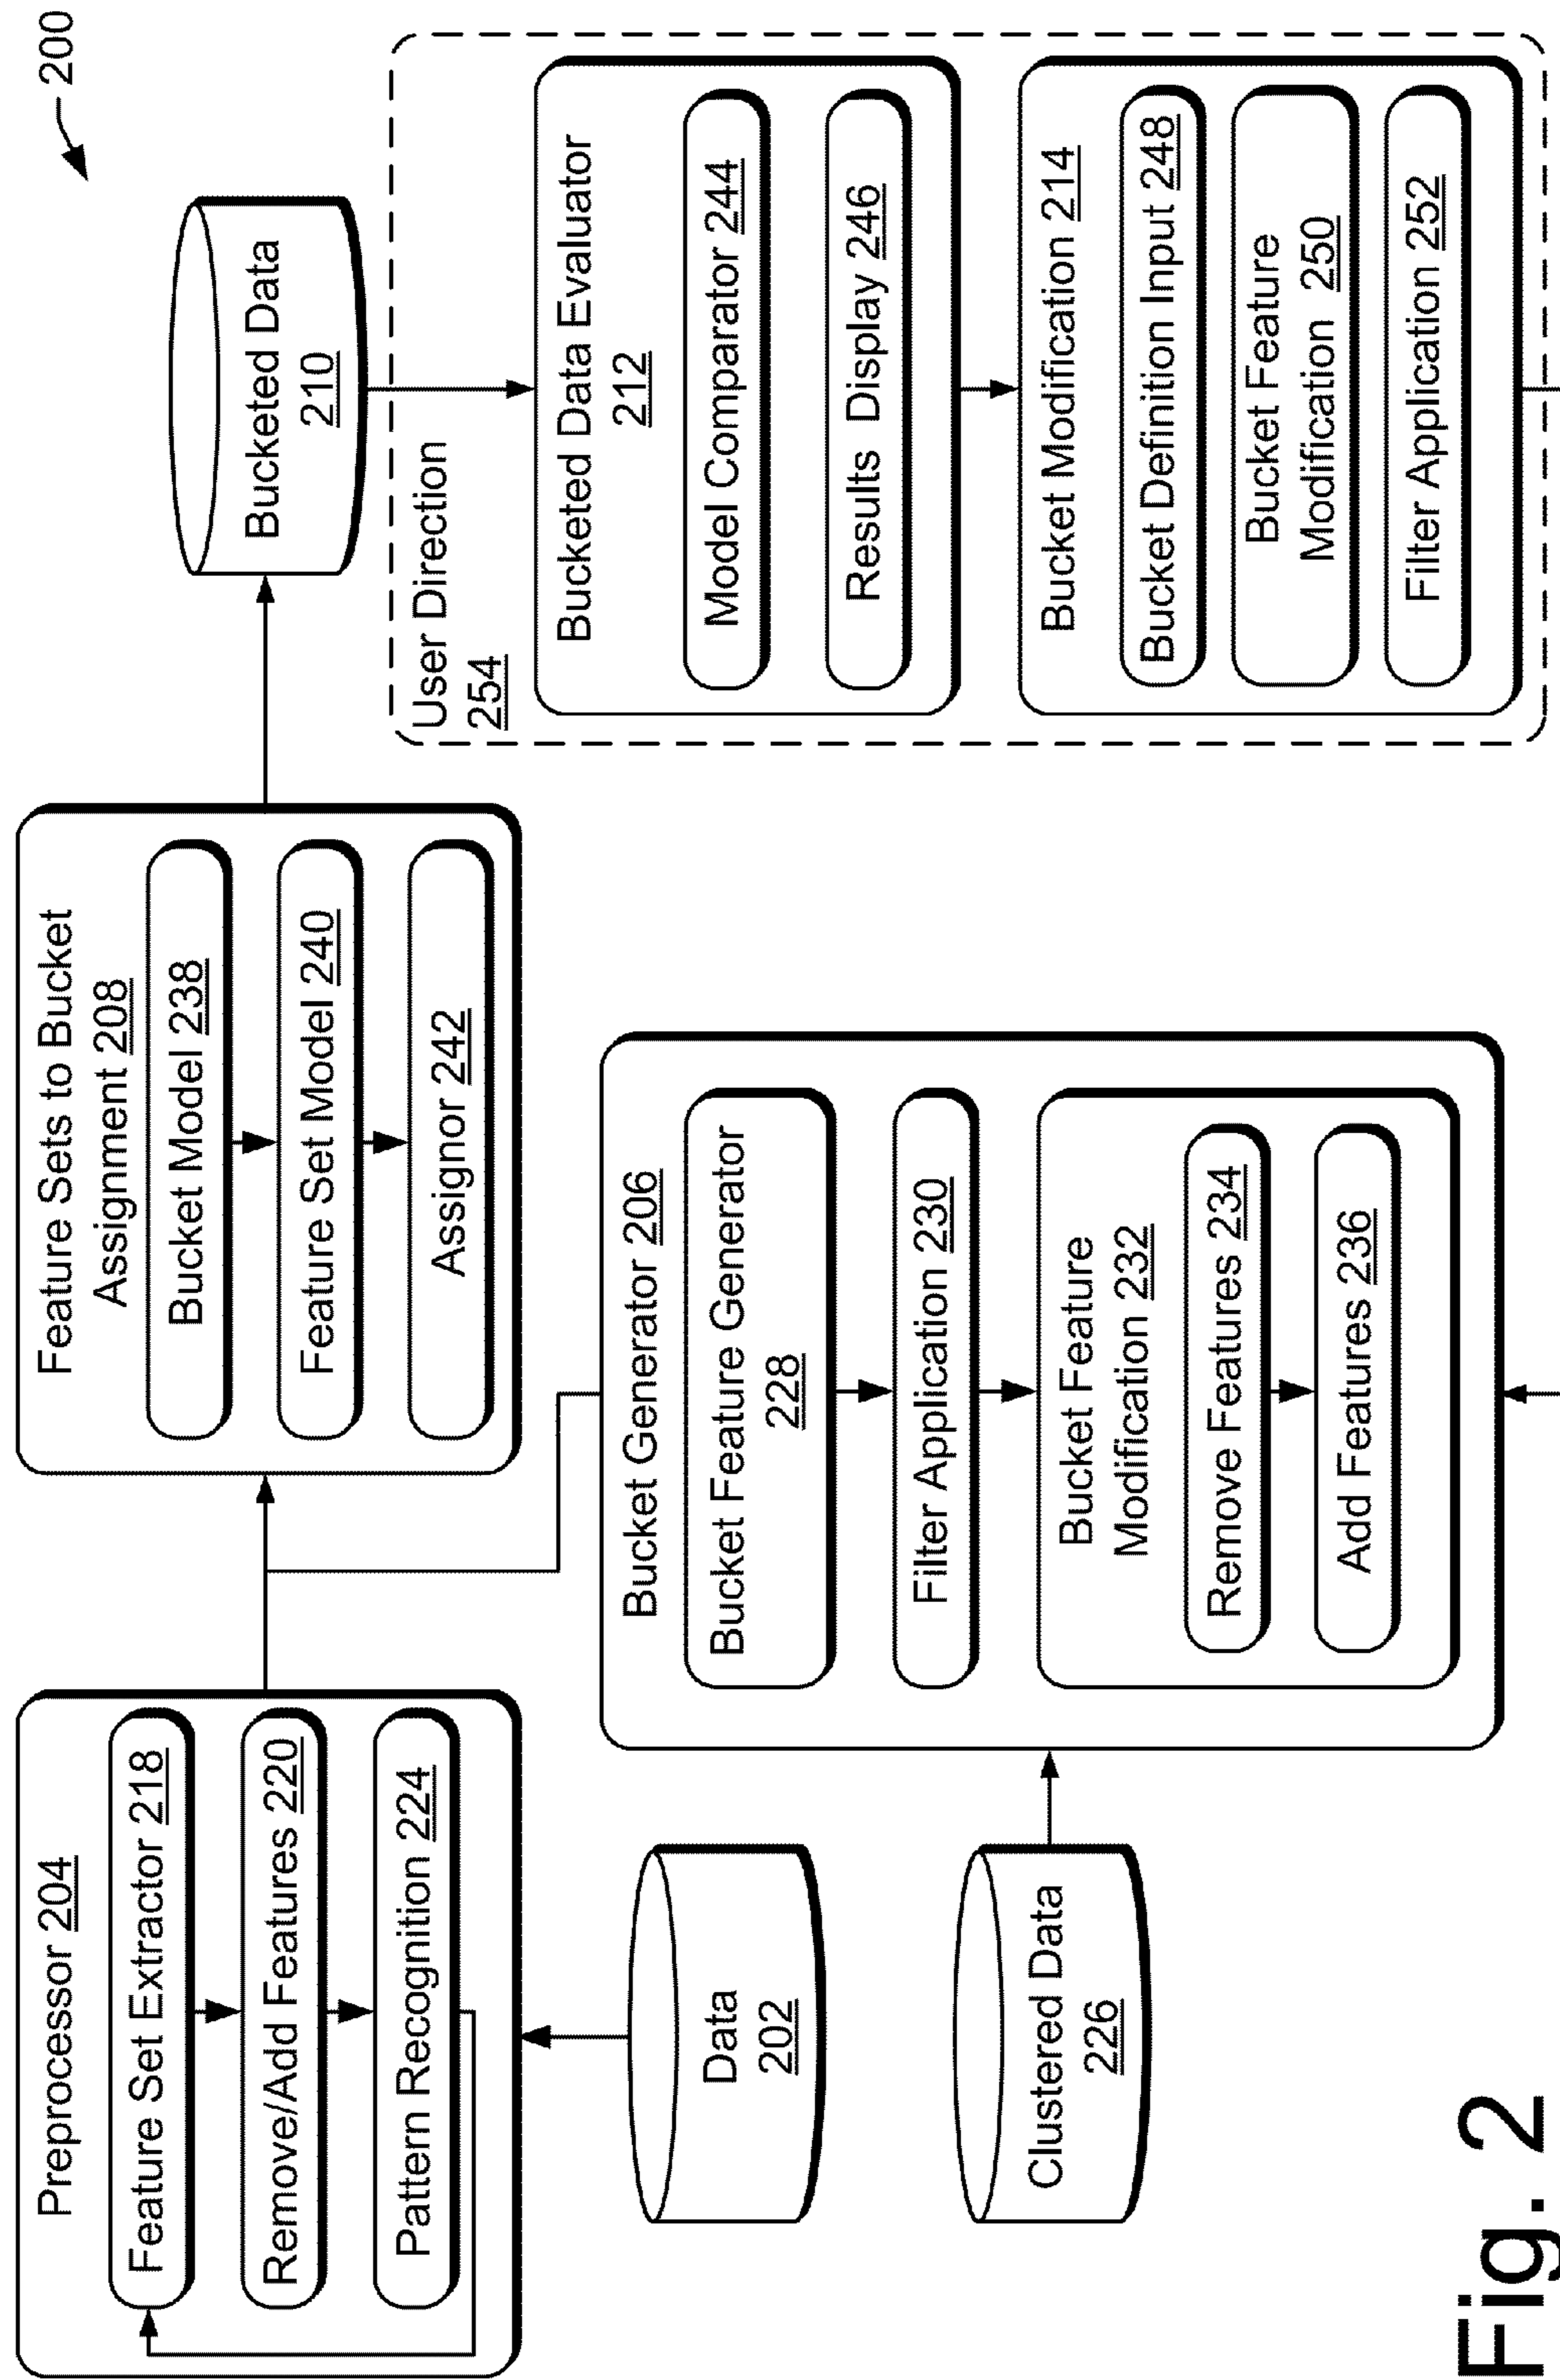 200
Preprocessor 204
Feature Set Extractor 218
Remove/Add Features 220
Pattern Recognition 224
Data
202
Clustered Data
226
Feature Sets to Bucket
Assignment 208
Bucket Model 238
Feature Set Model 240
Assignor 242
Bucket Generator 206
Bucket Feature Generator
228
Filter Application 230
Bucket Feature
Modification 232
Remove Features 234
Add Features 236
Bucketed Data
210
User Direction
254
Bucketed Data Evaluator
212
Model Comparator 244
Results Display 246
Bucket Modification 214
Bucket Definition Input 248
Bucket Feature
Modification 250
Filter Application 252
Fig. 2